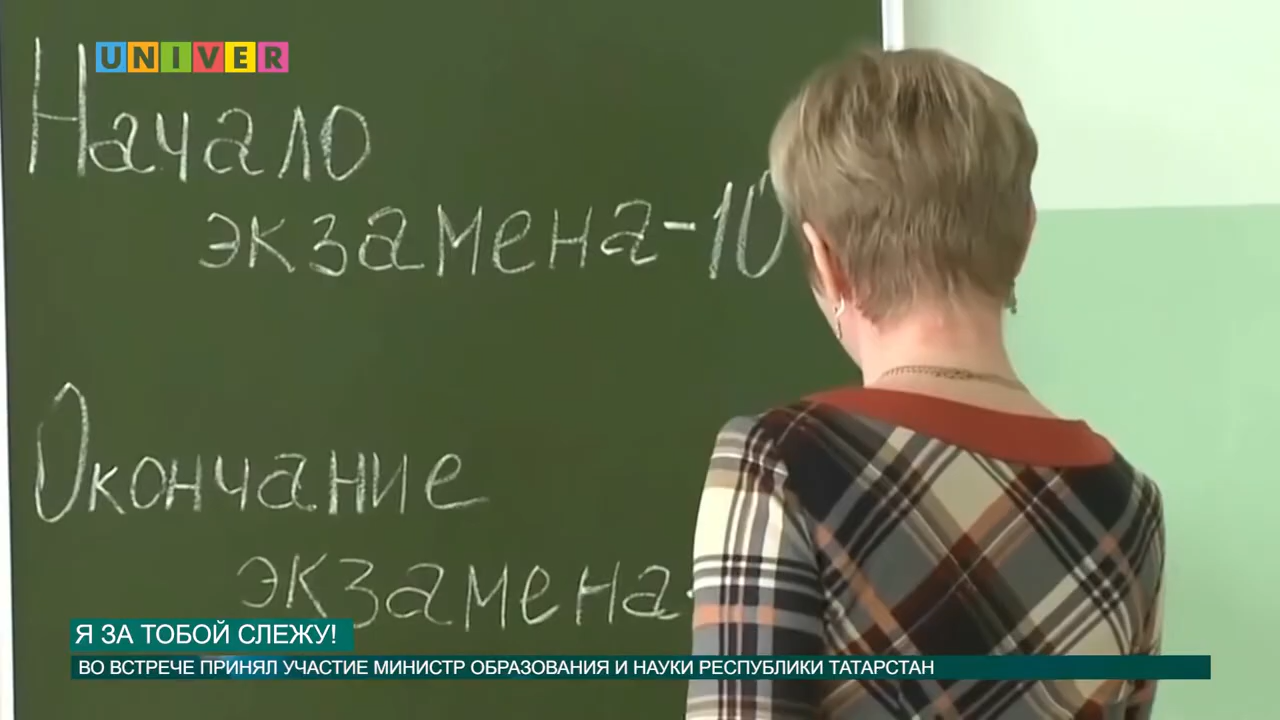 UNIVER
Начало
экзамена-10
Окончание
экзамена-
Я ЗА ТОБОЙ СЛЕЖУ!
ВО ВСТРЕЧЕ ПРИНЯЛ УЧАСТИЕ МИНИСТР ОБРАЗОВАНИЯ И НАУКИ РЕСПУБЛИКИ ТАТАРСТАН